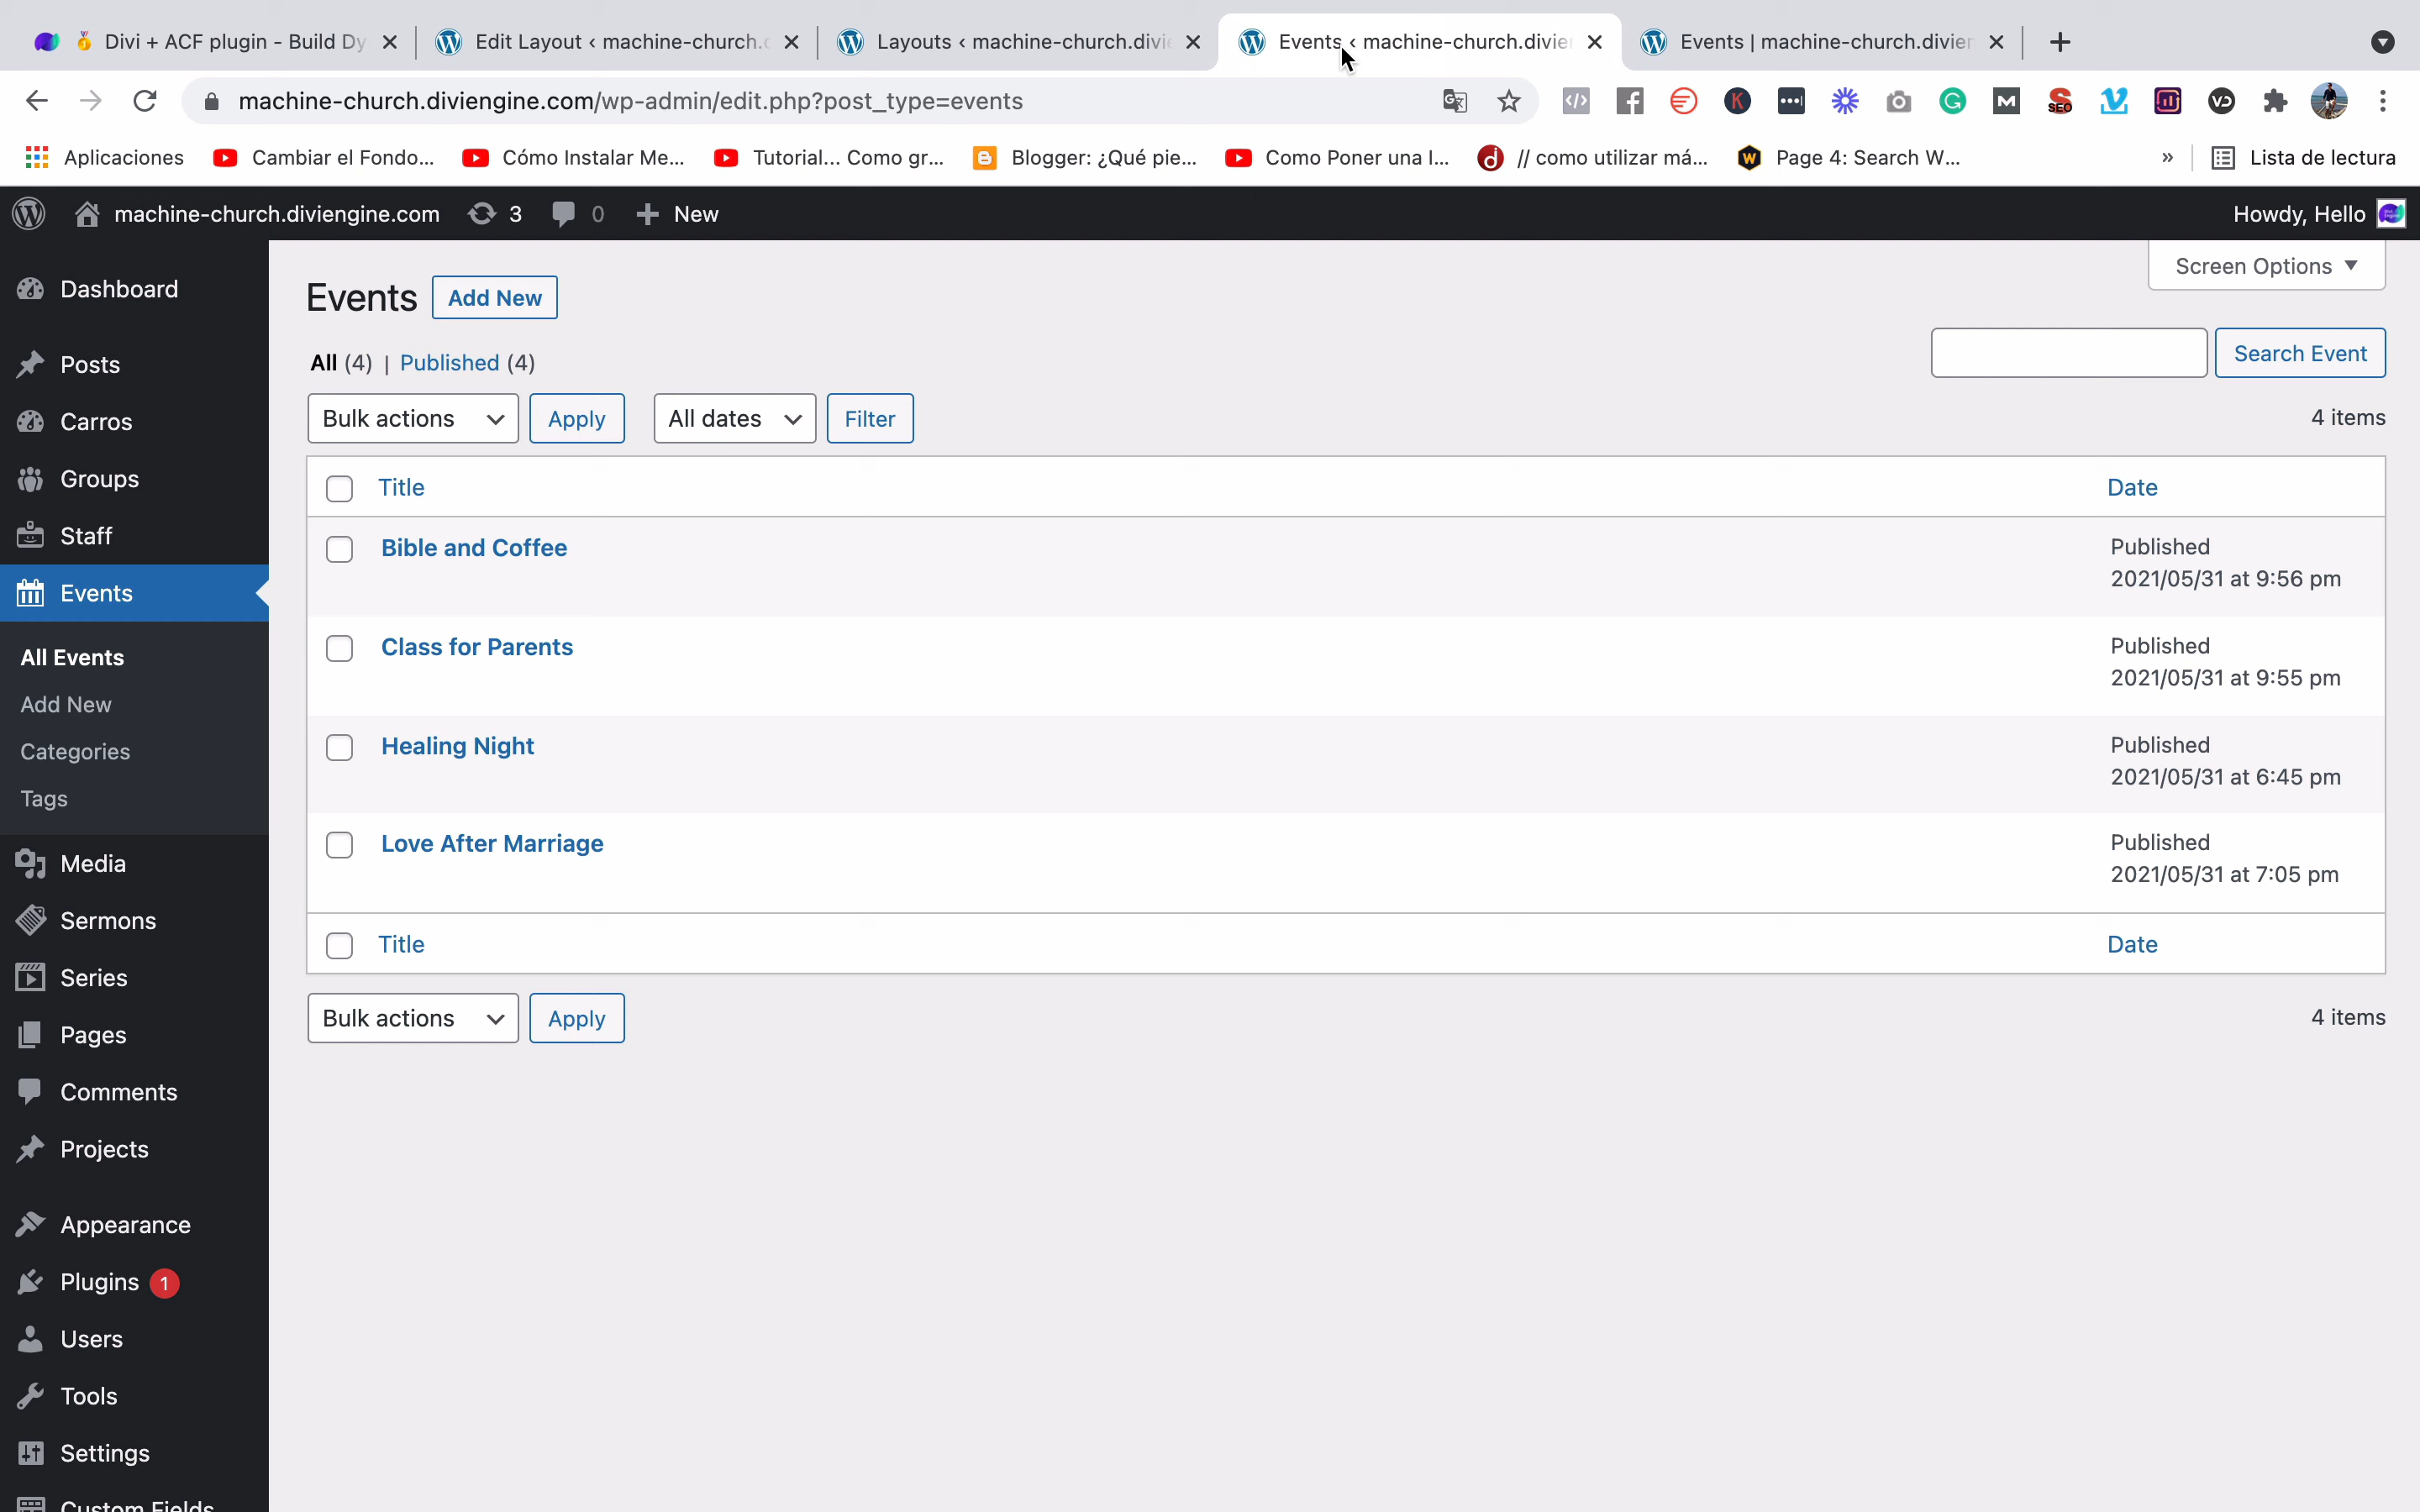 Divi + ACF plugin - Build Dy
Edit Layout ‹ machine-church.
Layouts ‹ machine-church.divie
Events ‹ machine-church.divie
Events | machine-church.divie
machine-church.diviengine.com/wp-admin/edit.php?post_type=events
Aplicaciones
Cambiar el Fondo...
Cómo Instalar Me...
Tutorial... Como gr...
Blogger: ¿Qué pie...
Como Poner una I...
// como utilizar má...
Page 4: Search W...
»
Lista de lectura
machine-church.diviengine.com
3
0
New
Howdy, Hello
Dashboard
Posts
Carros
Groups
Staff
Events
All Events
Add New
Categories
Tags
Media
Sermons
Series
Pages
Comments
Projects
Appearance
Plugins 1
Users
Tools
Settings
Custom Fields
Screen Options
Events Add New
All (4) | Published (4)
Search Event
Bulk actions Apply All dates Filter
4 items
Title Date
Bible and Coffee Published
2021/05/31 at 9:56 pm
Class for Parents Published
2021/05/31 at 9:55 pm
Healing Night Published
2021/05/31 at 6:45 pm
Love After Marriage Published
2021/05/31 at 7:05 pm
Title Date
Bulk actions Apply
4 items